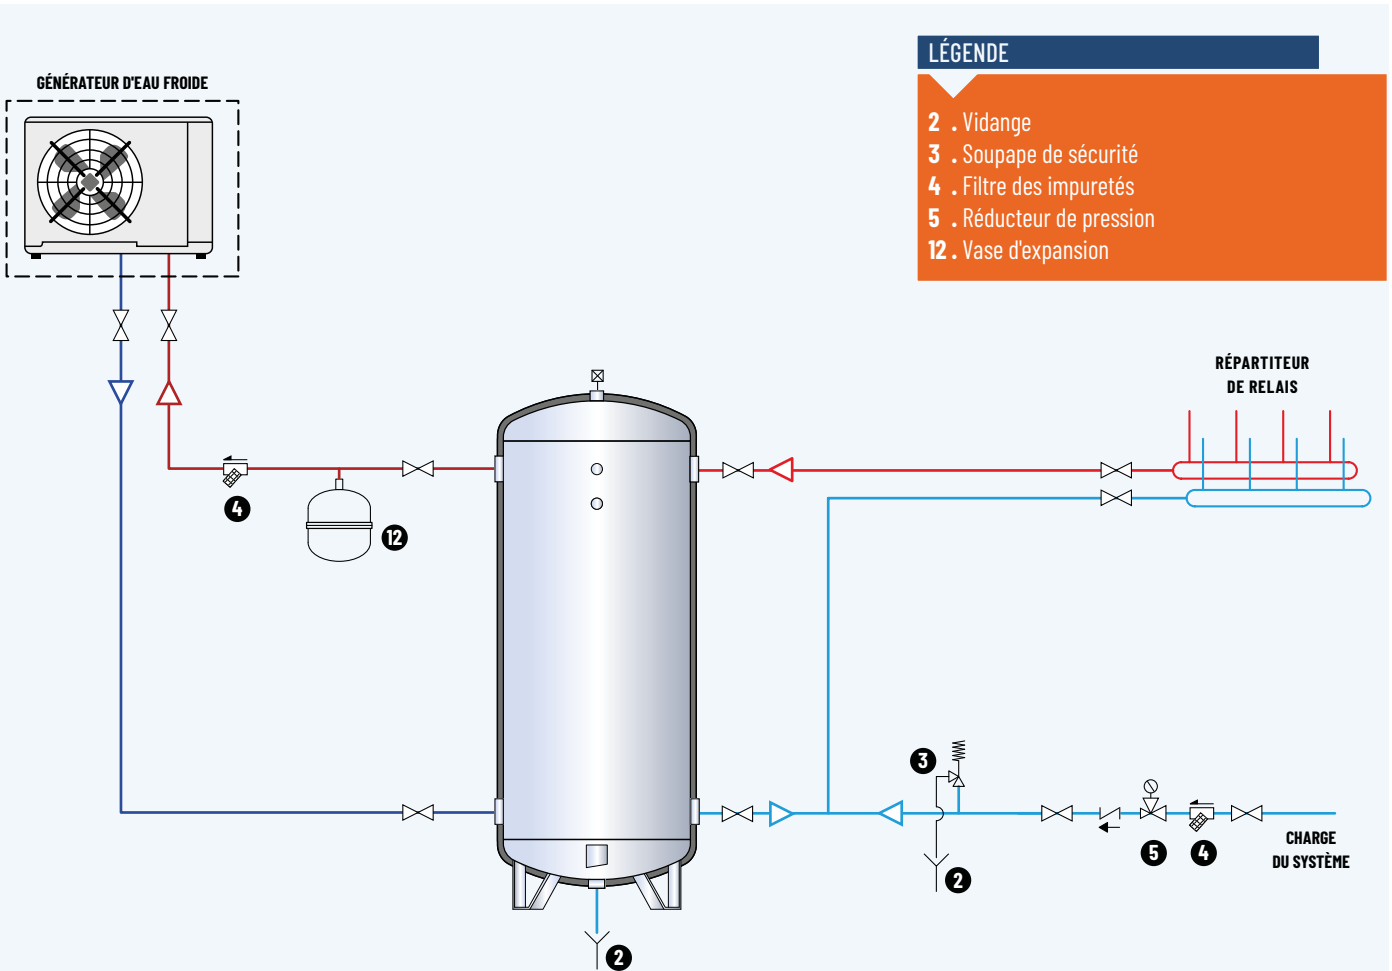 GÉNÉRATEUR D'EAU FROIDE
LÉGENDE
2 . Vidange
3 . Soupape de sécurité
4 . Filtre des impuretés
5 . Réducteur de pression
12 . Vase d'expansion
RÉPARTITEUR
DE RELAIS
4
12
3
2
5
4
CHARGE
DU SYSTÈME
2